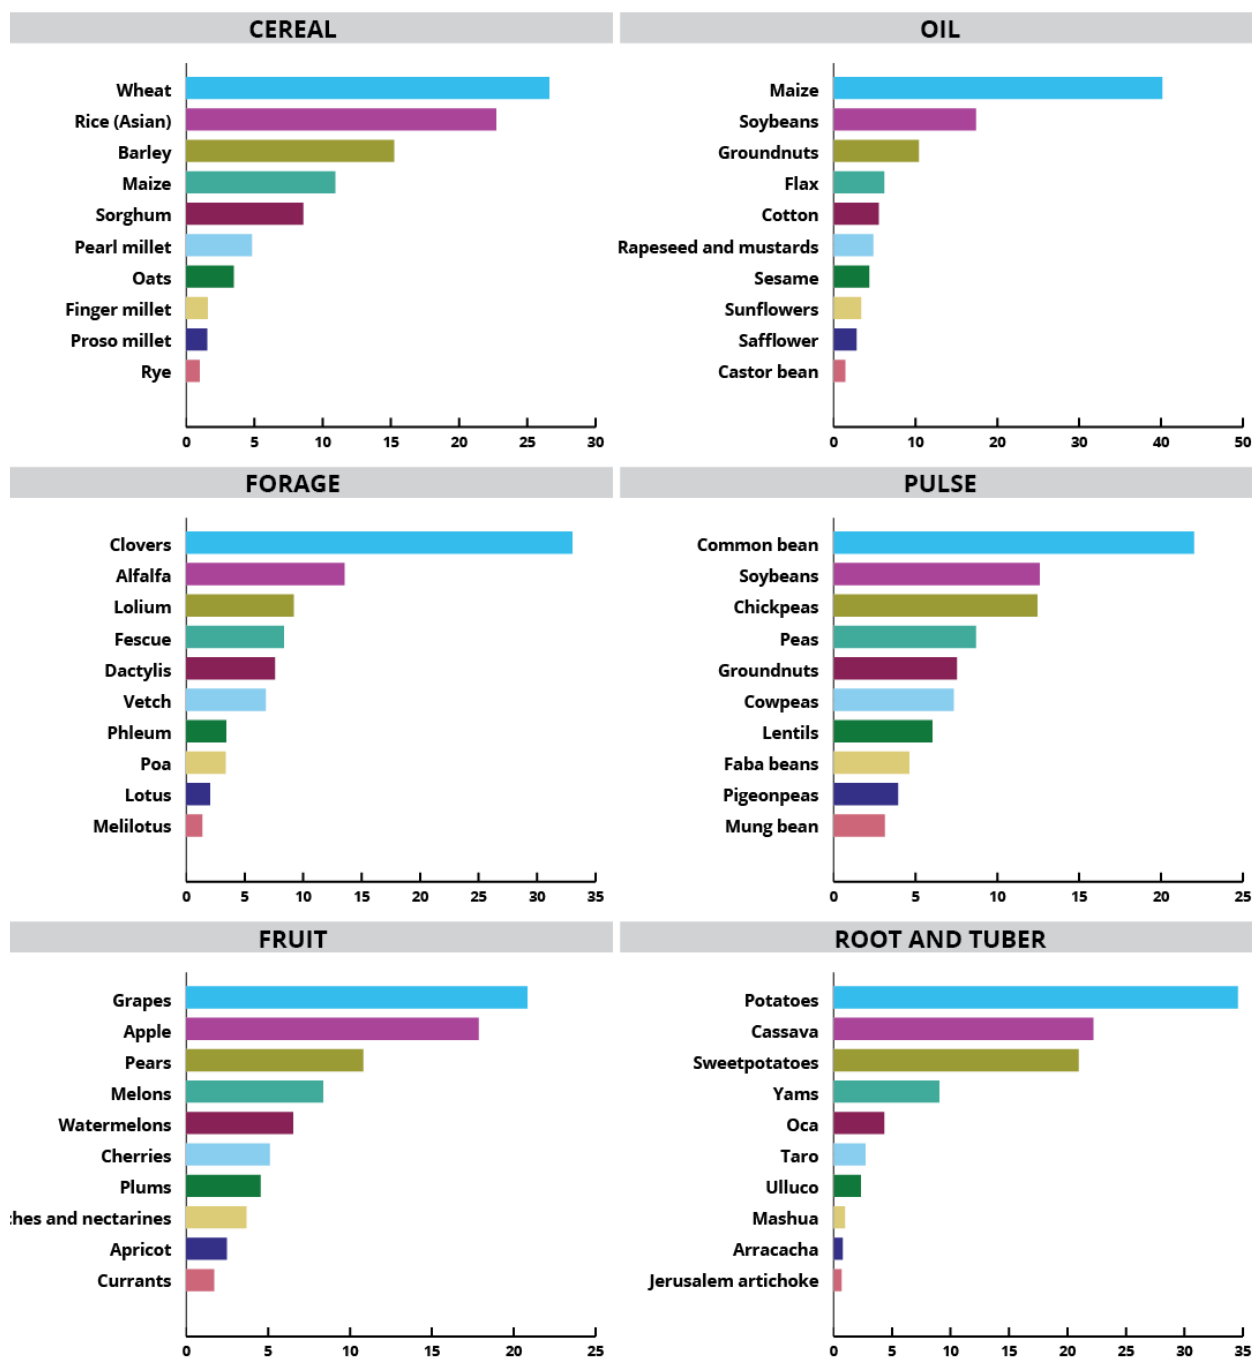 CEREAL
Wheat
Rice (Asian)
Barley
Maize
Sorghum
Pearl millet
Oats
Finger millet
Proso millet
Rye
0 5 10 15 20 25 30
OIL
Maize
Soybeans
Groundnuts
Flax
Cotton
Rapeseed and mustards
Sesame
Sunflowers
Safflower
Castor bean
0 10 20 30 40 50
FORAGE
Clovers
Alfalfa
Lolium
Fescue
Dactylis
Vetch
Phleum
Poa
Lotus
Melilotus
0 5 10 15 20 25 30 35
PULSE
Common bean
Soybeans
Chickpeas
Peas
Groundnuts
Cowpeas
Lentils
Faba beans
Pigeonpeas
Mung bean
0 5 10 15 20 25
FRUIT
Grapes
Apple
Pears
Melons
Watermelons
Cherries
Plums
ches and nectarines
Apricot
Currants
0 5 10 15 20 25
ROOT AND TUBER
Potatoes
Cassava
Sweetpotatoes
Yams
Oca
Taro
Ulluco
Mashua
Arracacha
Jerusalem artichoke
0 5 10 15 20 25 30 35